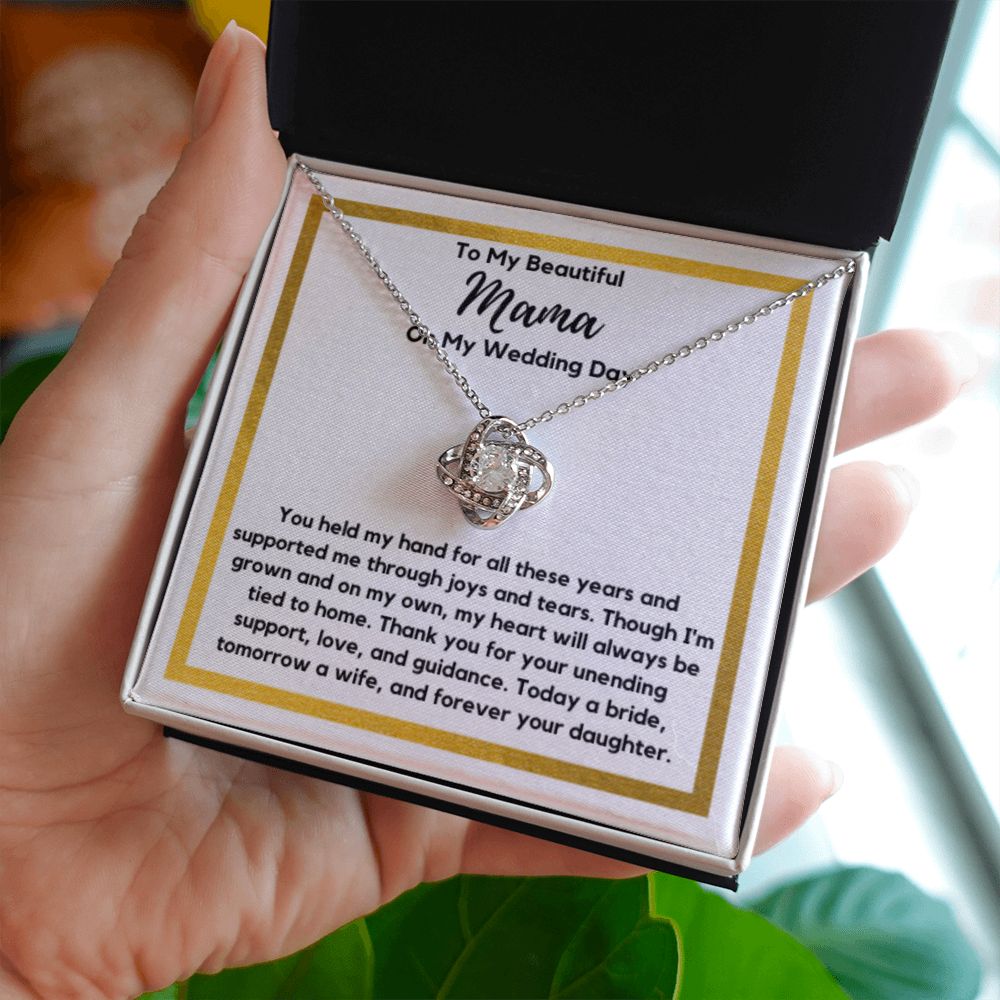 To My Beautiful
Mama
On My Wedding Day
You held my hand for all these years and
supported me through joys and tears. Though I'm
grown and on my own, my heart will always be
tied to home. Thank you for your unending
support, love, and guidance. Today a bride,
tomorrow a wife, and forever your daughter.